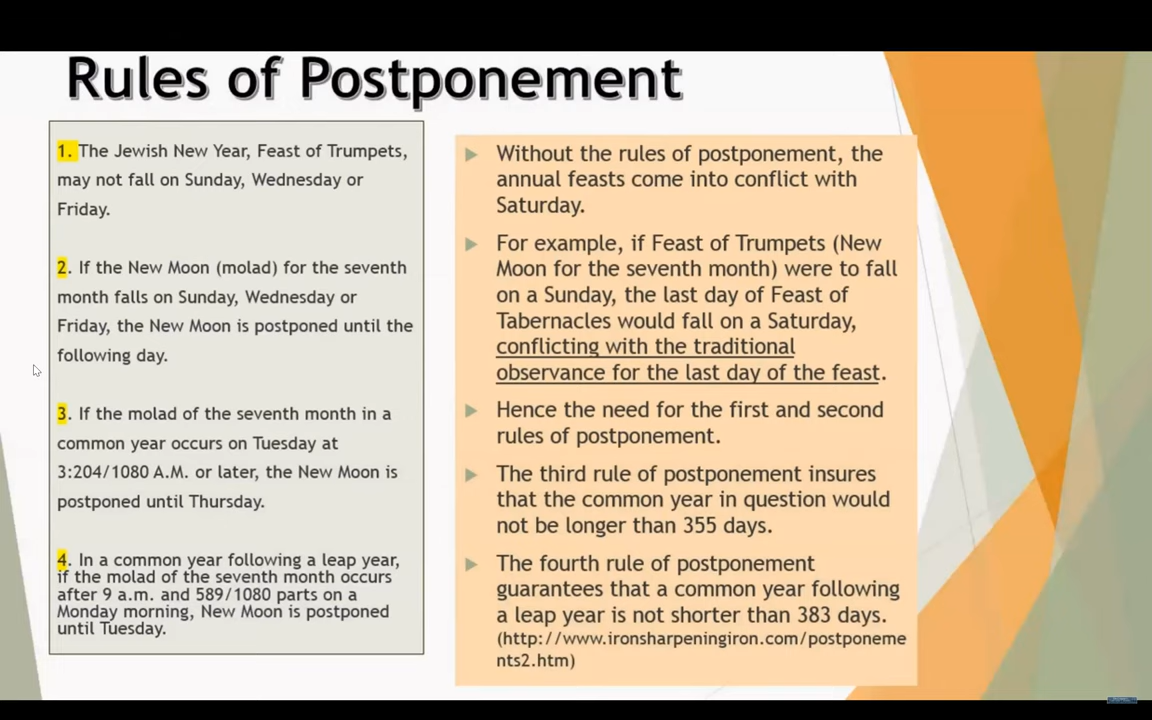 Rules of Postponement
1. The Jewish New Year, Feast of Trumpets,
may not fall on Sunday, Wednesday or
Friday.
2. If the New Moon (molad) for the seventh
month falls on Sunday, Wednesday or
Friday, the New Moon is postponed until the
following day.
3. If the molad of the seventh month in a
common year occurs on Tuesday at
3:204/1080 A.M. or later, the New Moon is
postponed until Thursday.
4. In a common year following a leap year,
if the molad of the seventh month occurs
after 9 a.m. and 589/1080 parts on a
Monday morning, New Moon is postponed
until Tuesday.
Without the rules of postponement, the
annual feasts come into conflict with
Saturday.
For example, if Feast of Trumpets (New
Moon for the seventh month) were to fall
on a Sunday, the last day of Feast of
Tabernacles would fall on a Saturday,
conflicting with the traditional
observance for the last day of the feast.
Hence the need for the first and second
rules of postponement.
The third rule of postponement insures
that the common year in question would
not be longer than 355 days.
The fourth rule of postponement
guarantees that a common year following
a leap year is not shorter than 383 days.
(http://www.ironsharpeningiron.com/postponeme
nts2.htm)